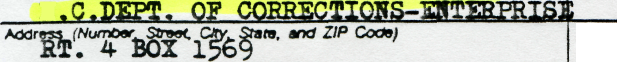 .C.DEPT. OF CORRECTIONS-ENTERPRISE
Address (Number, Street, City, State, and ZIP Code)
RT. 4 BOX 1569